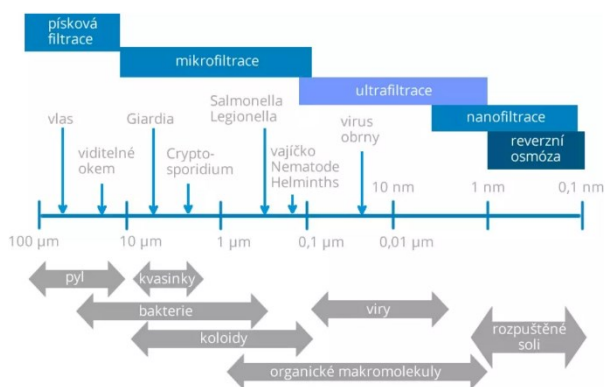 písková
filtrace
mikrofiltrace
ultrafiltrace
nanofiltrace
reverzní
osmóza
vlas
viditelné
okem
Giardia
Crypto-
sporidium
Salmonella
Legionella
vajíčko
Nematode
Helminths
virus
obrny
10 nm
1 nm
0,1 nm
100 µm
10 µm
1 µm
0,1 µm
0,01 µm
pyl
kvasinky
bakterie
viry
koloidy
rozpuštěné
soli
organické makromolekuly